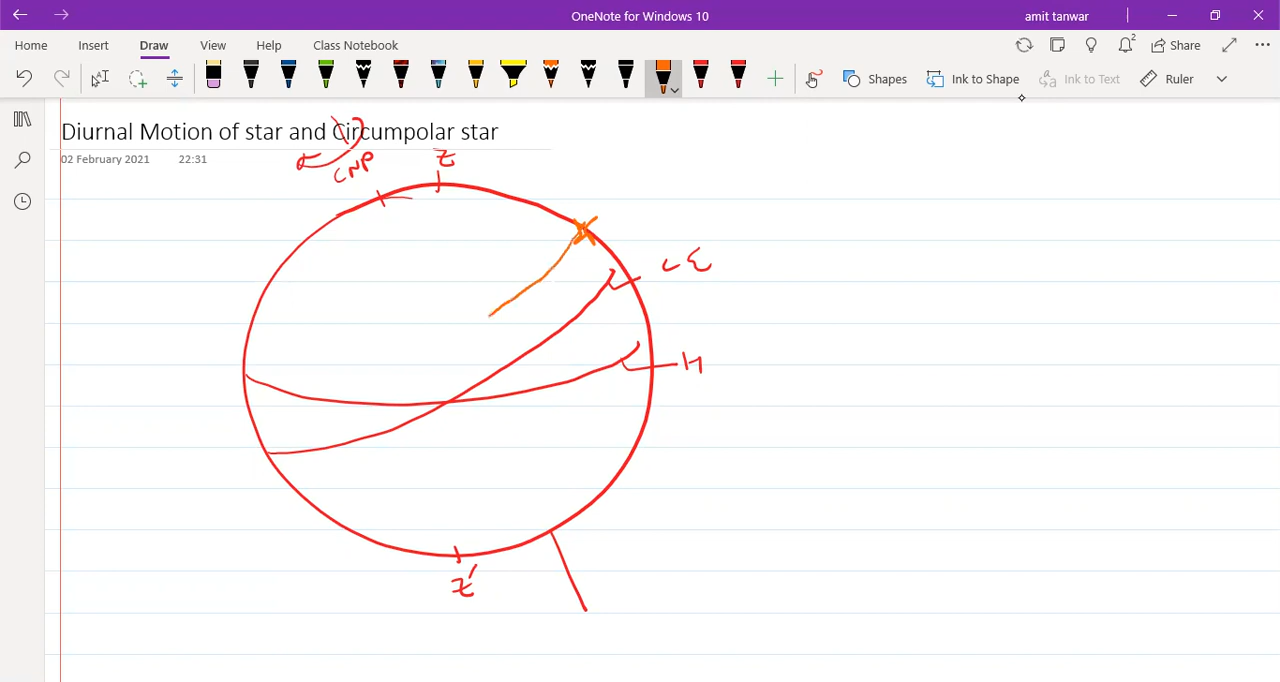 OneNote for Windows 10
amit tanwar
Home Insert Draw View Help Class Notebook
Share
Shapes Ink to Shape Ink to Text Ruler
Diurnal Motion of star and Circumpolar star
02 February 2021 22:31
CNP
Z
CE
H
Z'